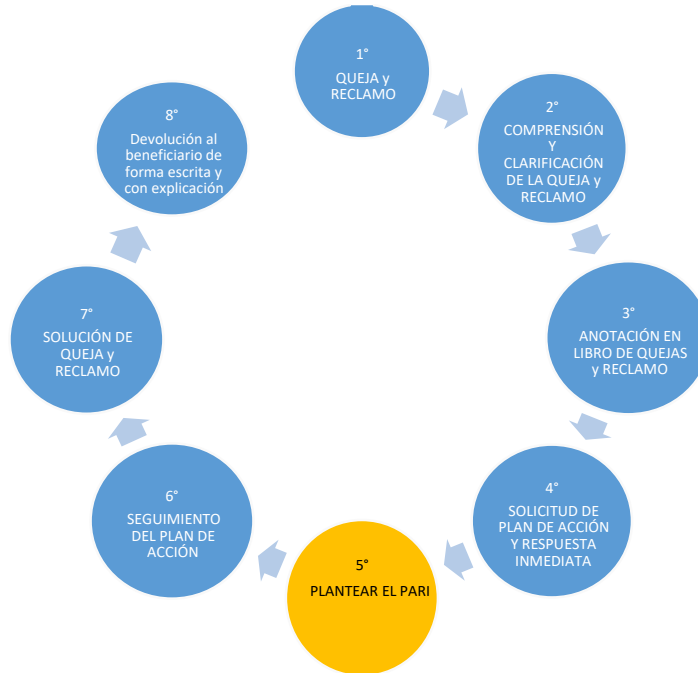 1°
QUEJA y
RECLAMO
2°
COMPRENSIÓN
Y
CLARIFICACIÓN
DE LA QUEJA y
RECLAMO
3°
ANOTACIÓN EN
LIBRO DE QUEJAS
y RECLAMO
4°
SOLICITUD DE
PLAN DE ACCIÓN
Y RESPUESTA
INMEDIATA
5°
PLANTEAR EL PARI
6°
SEGUIMIENTO
DEL PLAN DE
ACCIÓN
7°
SOLUCIÓN DE
QUEJA y
RECLAMO
8°
Devolución al
beneficiario de
forma escrita y
con explicación